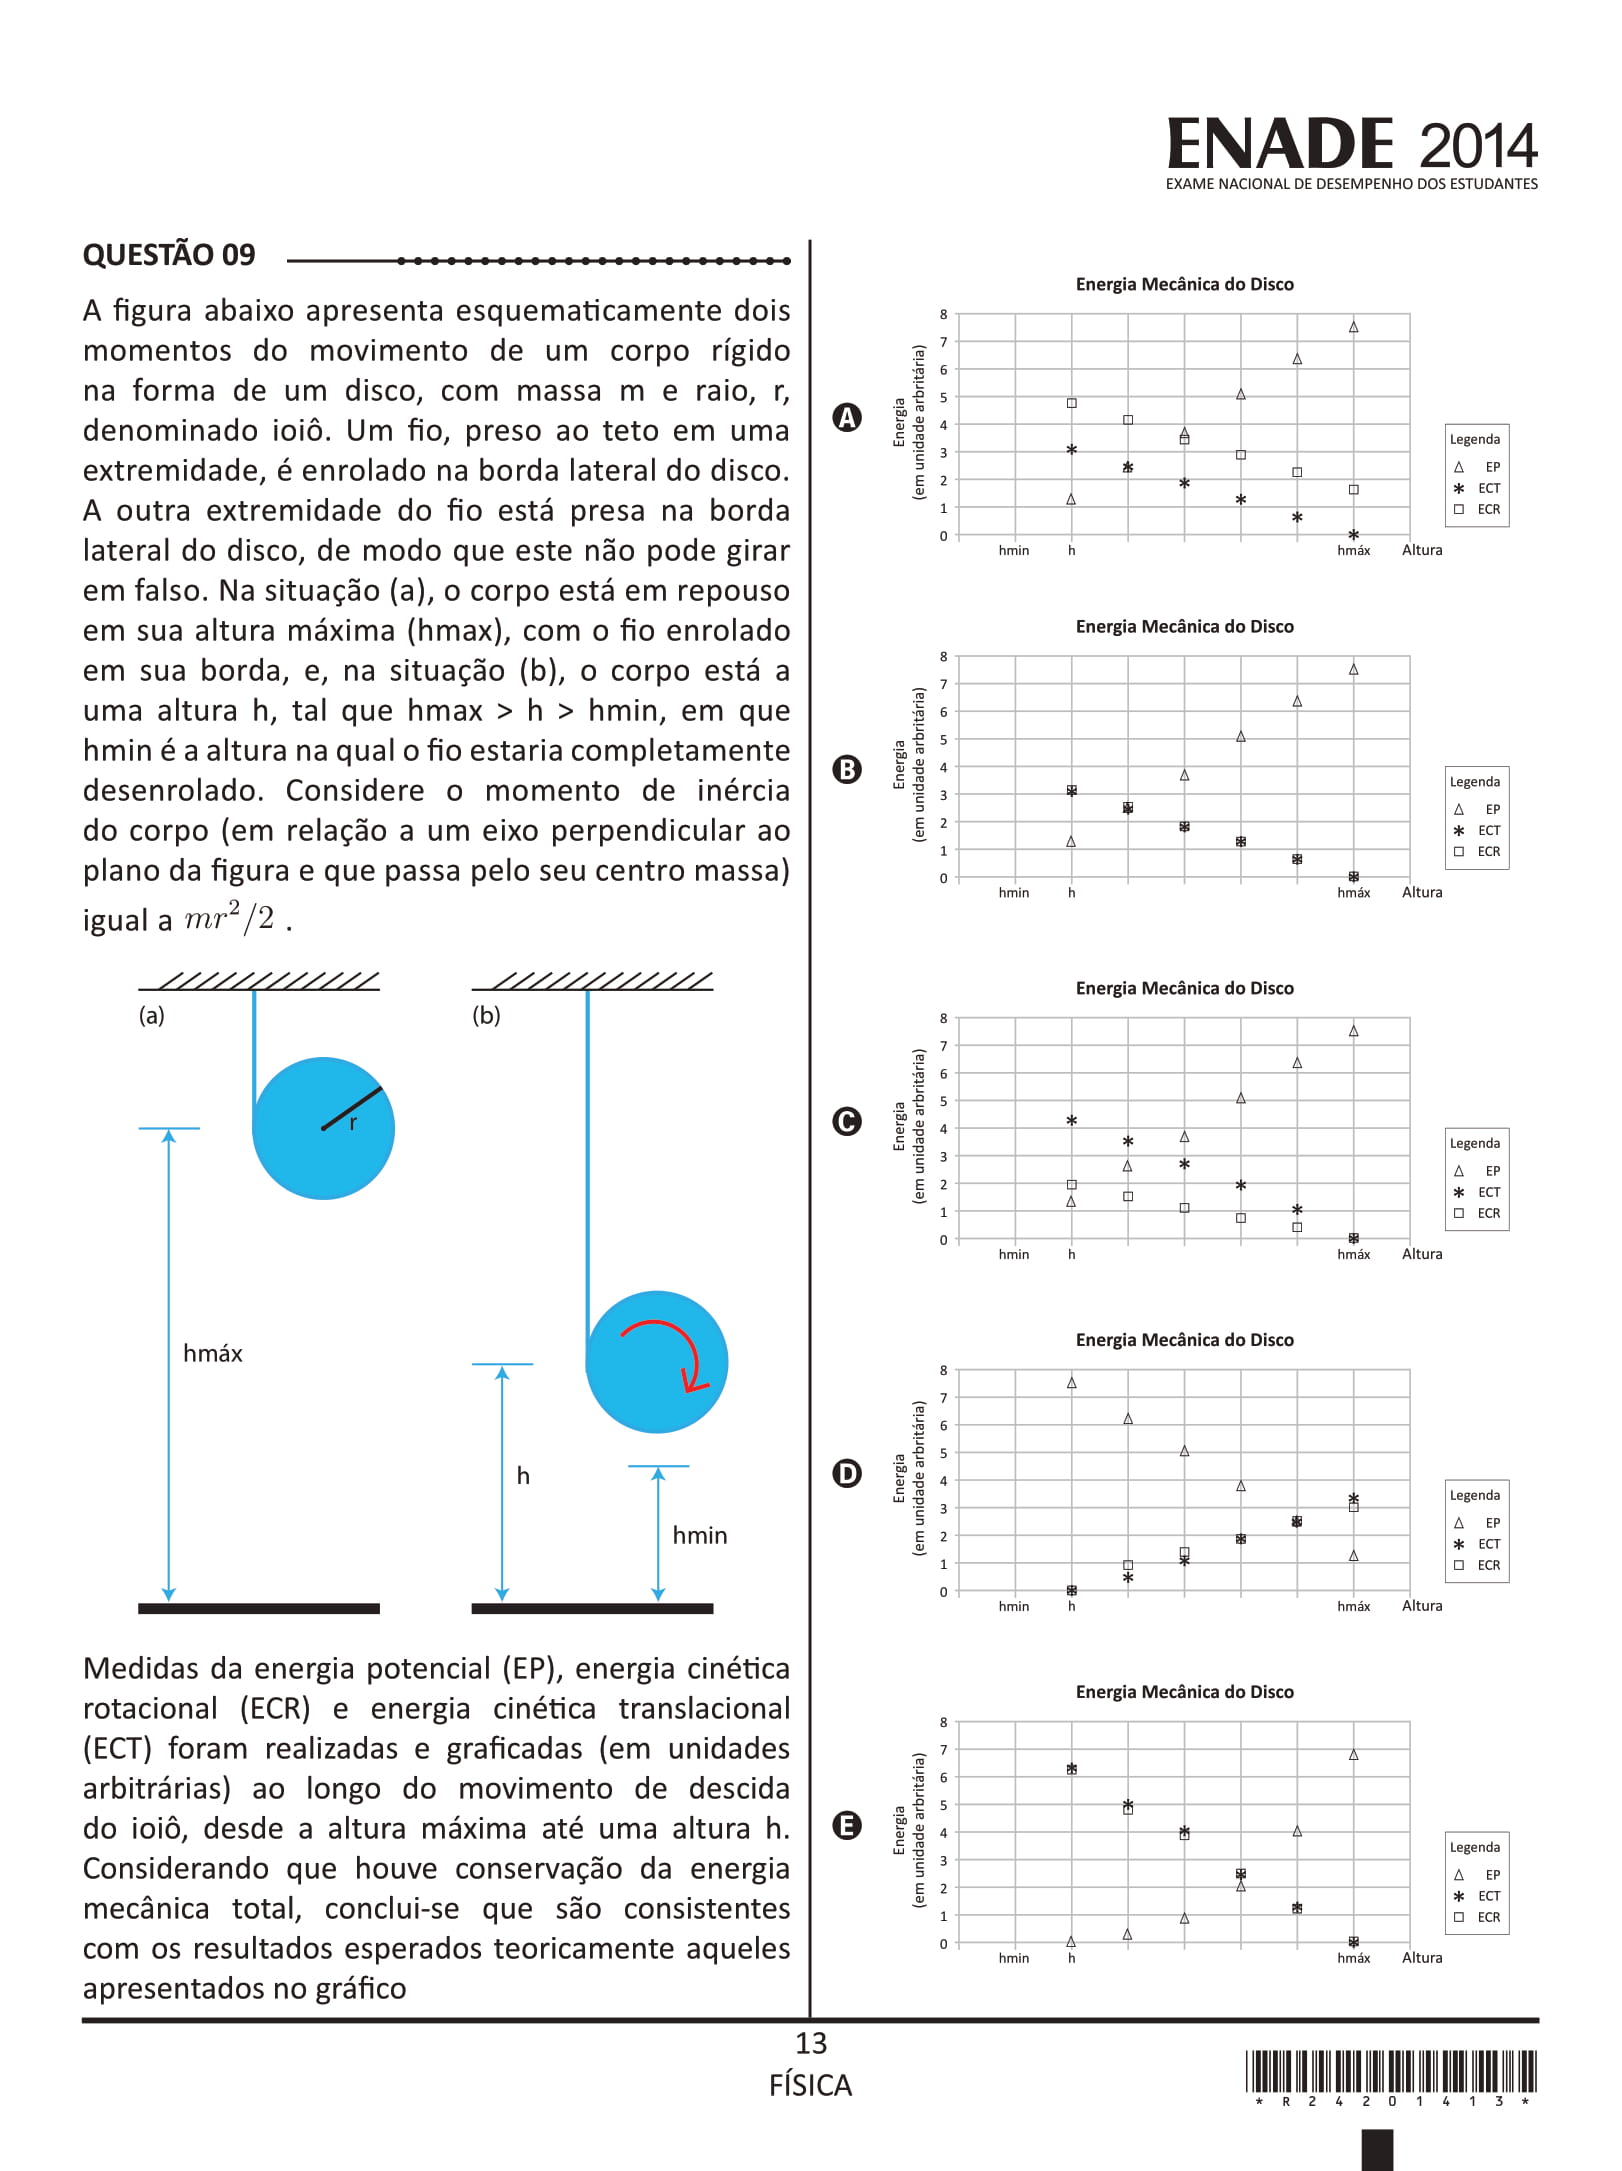 ENADE 2014
EXAME NACIONAL DE DESEMPENHO DOS ESTUDANTES
QUESTÃO 09
A figura abaixo apresenta esquematicamente dois
momentos do movimento de um corpo rígido
na forma de um disco, com massa m e raio, r,
denominado ioiô. Um fio, preso ao teto em uma
extremidade, é enrolado na borda lateral do disco.
A outra extremidade do fio está presa na borda
lateral do disco, de modo que este não pode girar
em falso. Na situação (a), o corpo está em repouso
em sua altura máxima (hmax), com o fio enrolado
em sua borda, e, na situação (b), o corpo está a
uma altura h, tal que hmax > h > hmin, em que
hmin é a altura na qual o fio estaria completamente
desenrolado. Considere o momento de inércia
do corpo (em relação a um eixo perpendicular ao
plano da figura e que passa pelo seu centro massa)
igual a mr²/2 .
(a)
r
hmáx
(b)
h
hmin
Medidas da energia potencial (EP), energia cinética
rotacional (ECR) e energia cinética translacional
(ECT) foram realizadas e graficadas (em unidades
arbitrárias) ao longo do movimento de descida
do ioiô, desde a altura máxima até uma altura h.
Considerando que houve conservação da energia
mecânica total, conclui-se que são consistentes
com os resultados esperados teoricamente aqueles
apresentados no gráfico
A
Energia Mecânica do Disco
Energia
(em unidade arbritária)
8
7
6
5
4
3
2
1
0
hmin h hmáx Altura
Legenda
EP
ECT
ECR
B
Energia Mecânica do Disco
Energia
(em unidade arbritária)
8
7
6
5
4
3
2
1
0
hmin h hmáx Altura
Legenda
EP
ECT
ECR
C
Energia Mecânica do Disco
Energia
(em unidade arbritária)
8
7
6
5
4
3
2
1
0
hmin h hmáx Altura
Legenda
EP
ECT
ECR
D
Energia Mecânica do Disco
Energia
(em unidade arbritária)
8
7
6
5
4
3
2
1
0
hmin h hmáx Altura
Legenda
EP
ECT
ECR
E
Energia Mecânica do Disco
Energia
(em unidade arbritária)
8
7
6
5
4
3
2
1
0
hmin h hmáx Altura
Legenda
EP
ECT
ECR
13
FÍSICA
* R 2 4 2 0 1 4 1 3 *